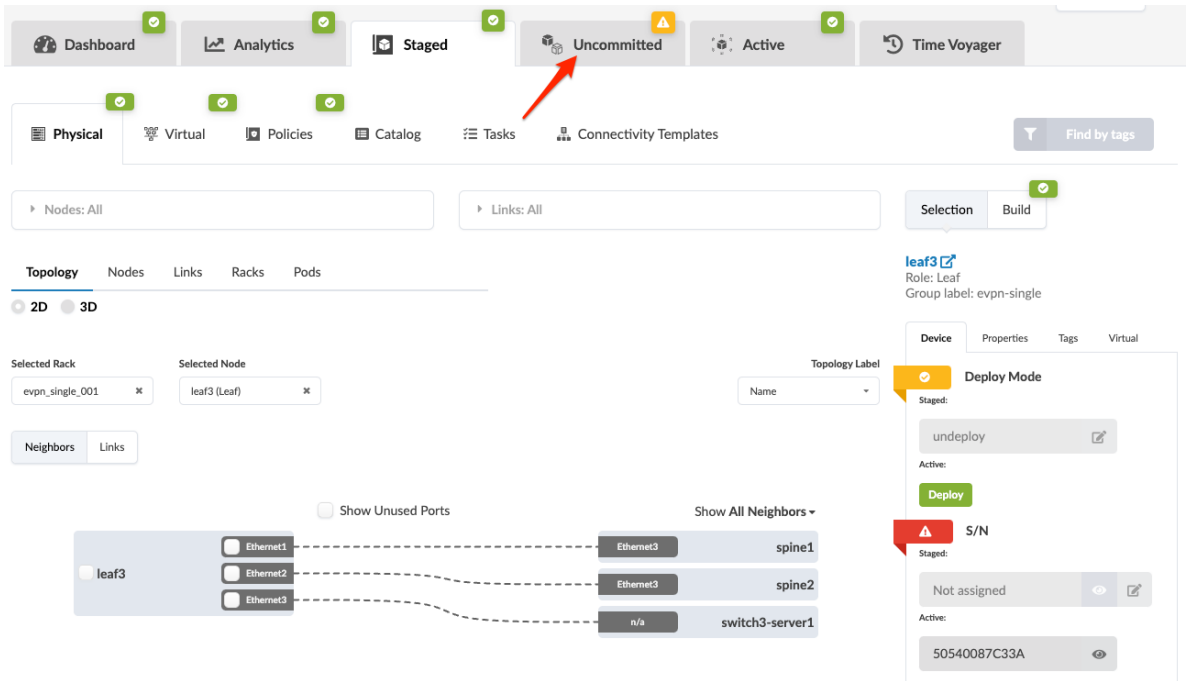 Dashboard Analytics Staged Uncommitted Active Time Voyager
Physical Virtual Policies Catalog Tasks Connectivity Templates Find by tags
Nodes: All Links: All Selection Build
leaf3
Role: Leaf
Group label: evpn-single
Topology Nodes Links Racks Pods
2D 3D
Device Properties Tags Virtual
Selected Rack Selected Node Topology Label
evpn_single_001 leaf3 (Leaf) Name
Deploy Mode
Staged:
undeploy
Active:
Deploy
Neighbors Links
Show Unused Ports Show All Neighbors
S/N
Staged:
Not assigned
Active:
50540087C33A
leaf3
Ethernet1 Ethernet3 spine1
Ethernet2 Ethernet3 spine2
Ethernet3 n/a switch3-server1